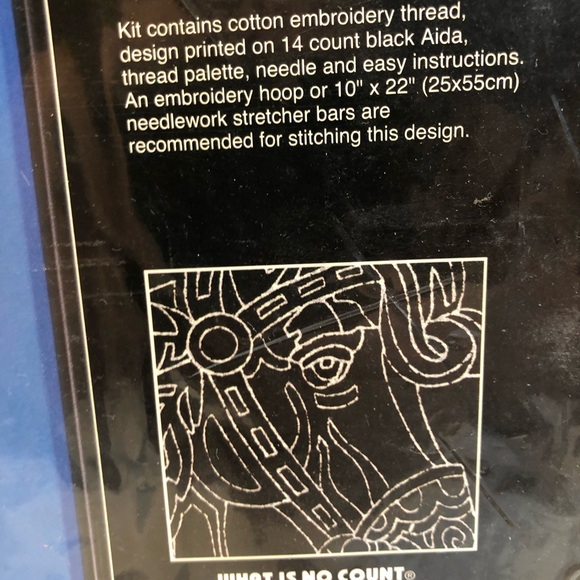 Kit contains cotton embroidery thread,
design printed on 14 count black Aida,
thread palette, needle and easy instructions.
An embroidery hoop or 10" x 22" (25x55cm)
needlework stretcher bars are
recommended for stitching this design.
WHAT IS NO COUNT®